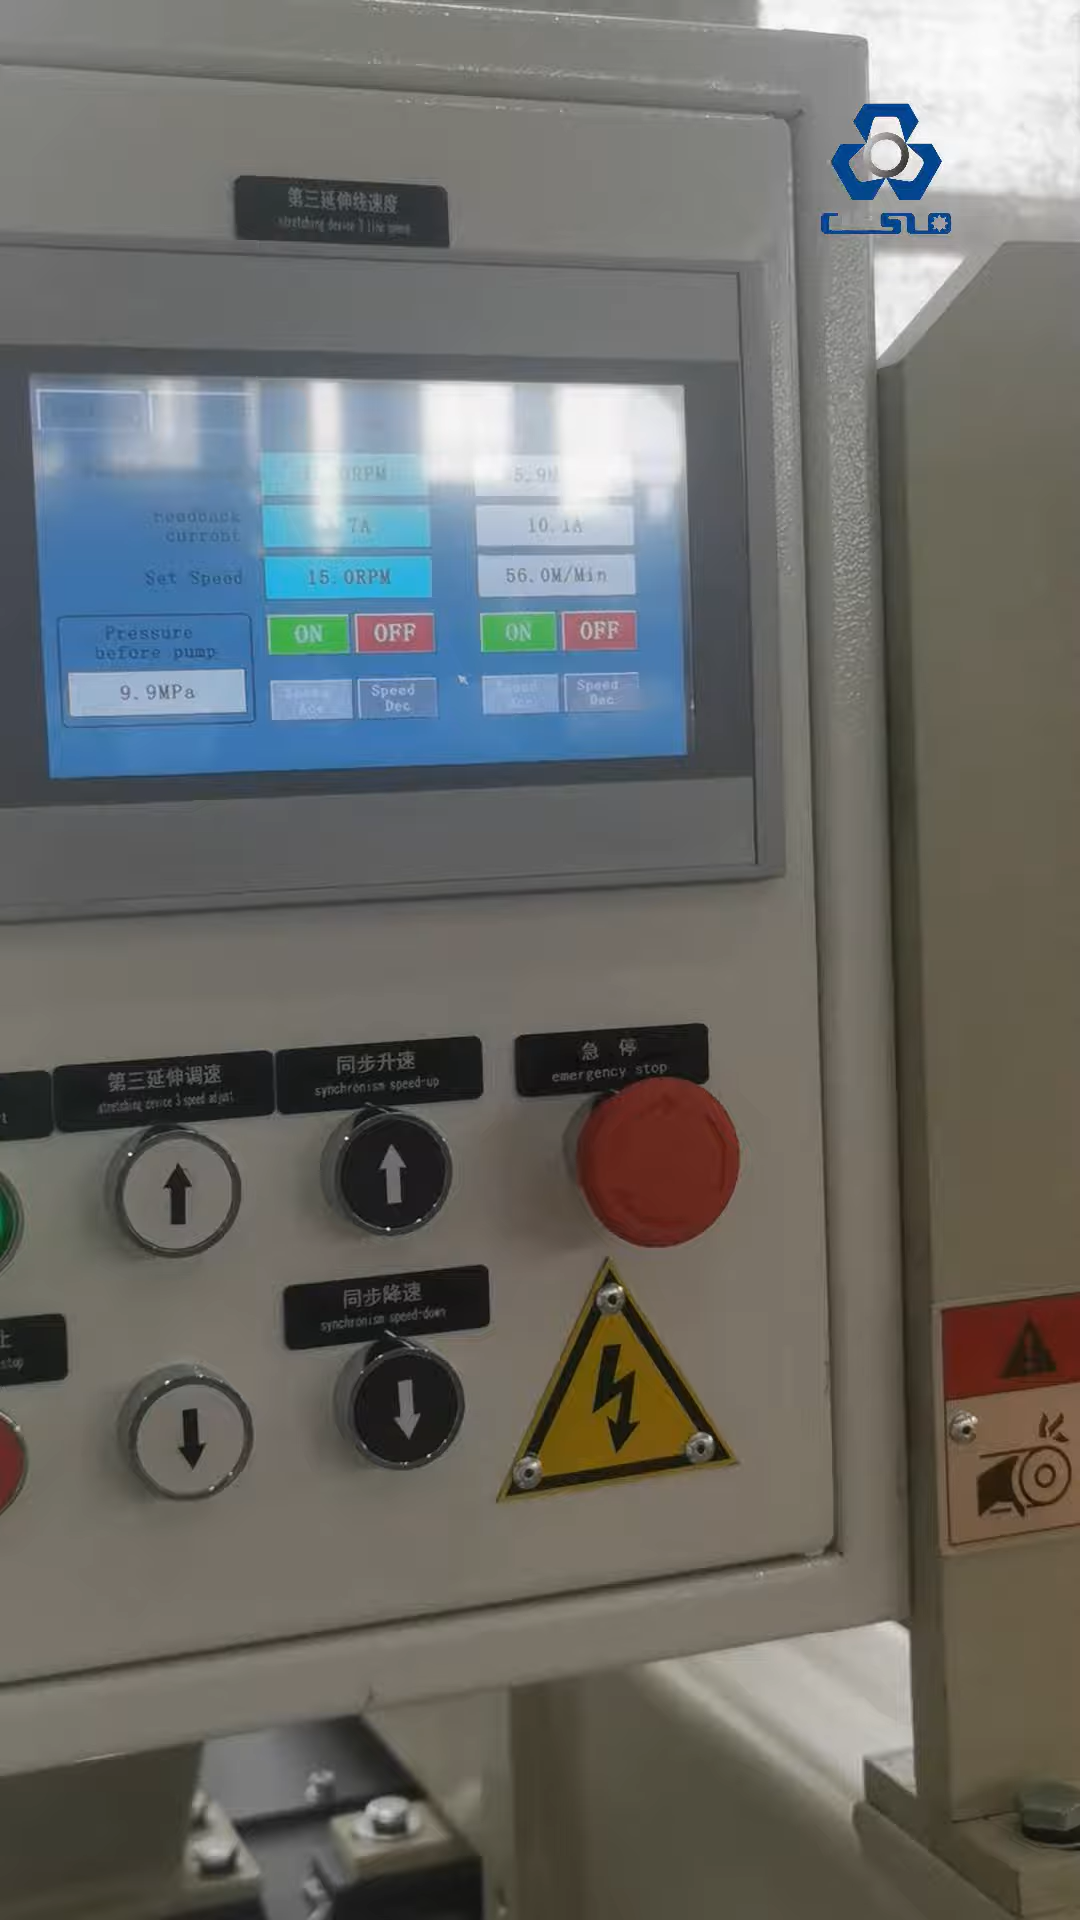 第三延伸线速度
stretching device 3 line speed
current
7A
10.1A
Set Speed
15.0RPM
56.0M/Min
ON
OFF
ON
OFF
Pressure
before pump
9.9MPa
Speed
Dec
Speed
Dec
第三延伸调速
stretching device 3 speed adjust
同步升速
synchronism speed-up
急 停
emergency stop
同步降速
synchronism speed-down
stop